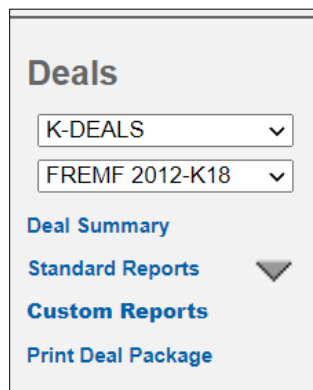 Deals
K-DEALS
FREMF 2012-K18
Deal Summary
Standard Reports
Custom Reports
Print Deal Package